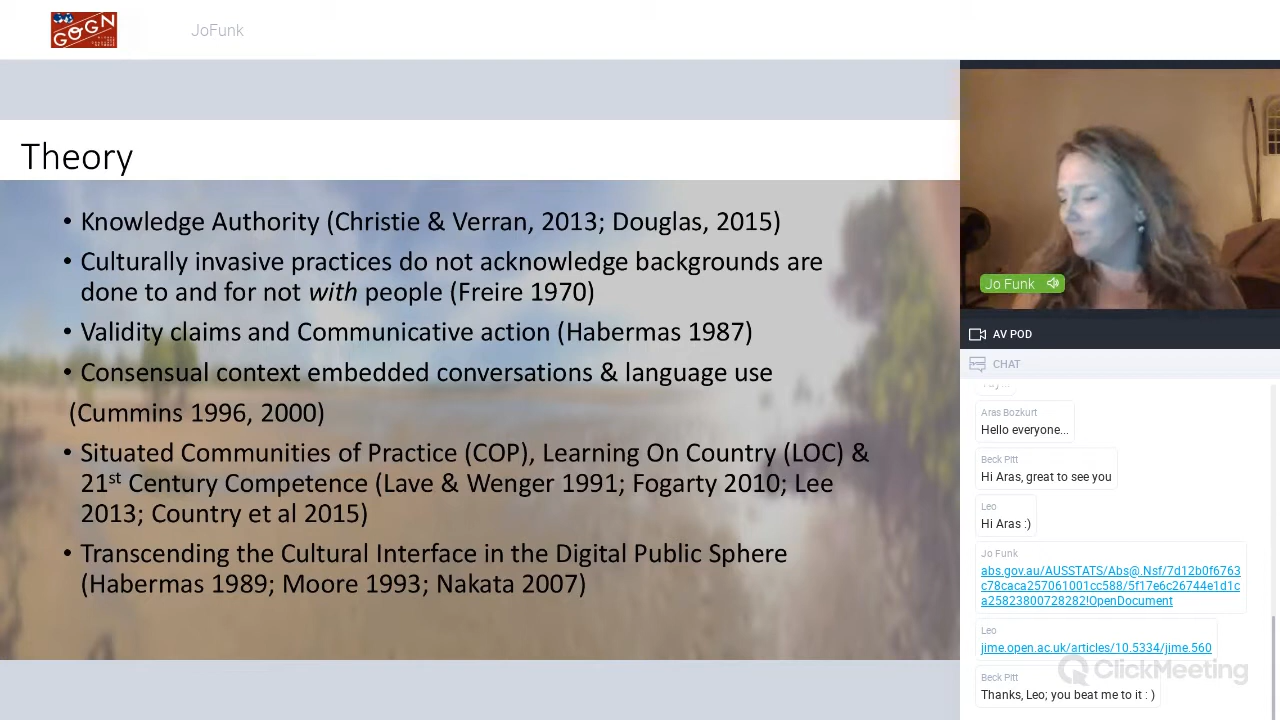 GOGN
JoFunk
Theory
• Knowledge Authority (Christie & Verran, 2013; Douglas, 2015)
• Culturally invasive practices do not acknowledge backgrounds are
done to and for not with people (Freire 1970)
• Validity claims and Communicative action (Habermas 1987)
• Consensual context embedded conversations & language use
(Cummins 1996, 2000)
• Situated Communities of Practice (COP), Learning On Country (LOC) &
21st Century Competence (Lave & Wenger 1991; Fogarty 2010; Lee
2013; Country et al 2015)
• Transcending the Cultural Interface in the Digital Public Sphere
(Habermas 1989; Moore 1993; Nakata 2007)
Jo Funk
AV POD
CHAT
Aras Bozkurt
Hello everyone...
Beck Pitt
Hi Aras, great to see you
Leo
Hi Aras :)
Jo Funk
abs.gov.au/AUSSTATS/Abs@.Nsf/7d12b0f6763
c78caca257061001cc588/5f17e6c26744e1d1c
a25823800728282!OpenDocument
Leo
jime.open.ac.uk/articles/10.5334/jime.560
ClickMeeting
Beck Pitt
Thanks, Leo; you beat me to it : )